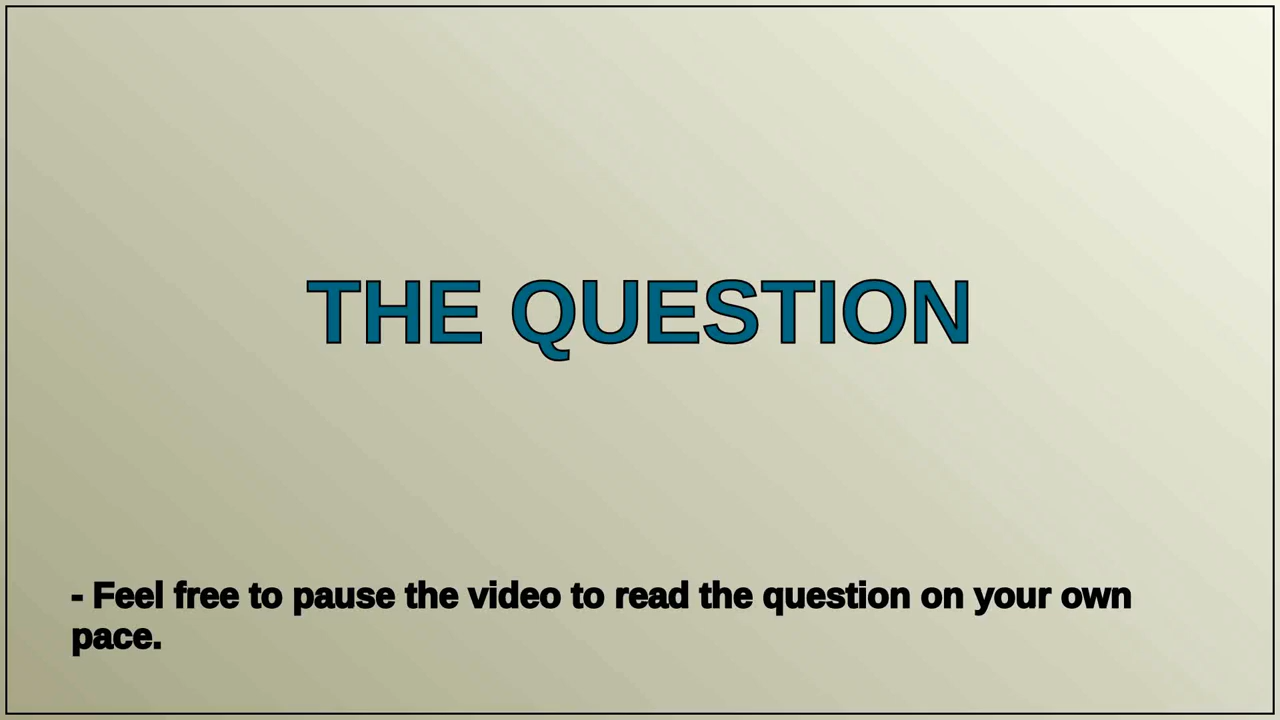 THE QUESTION
- Feel free to pause the video to read the question on your own
pace.